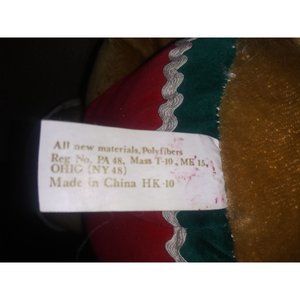 All new materials, Polyfibers
Reg No. PA 48, Mass T-10, ME 15,
OHIO (NY 48)
Made in China HK-10